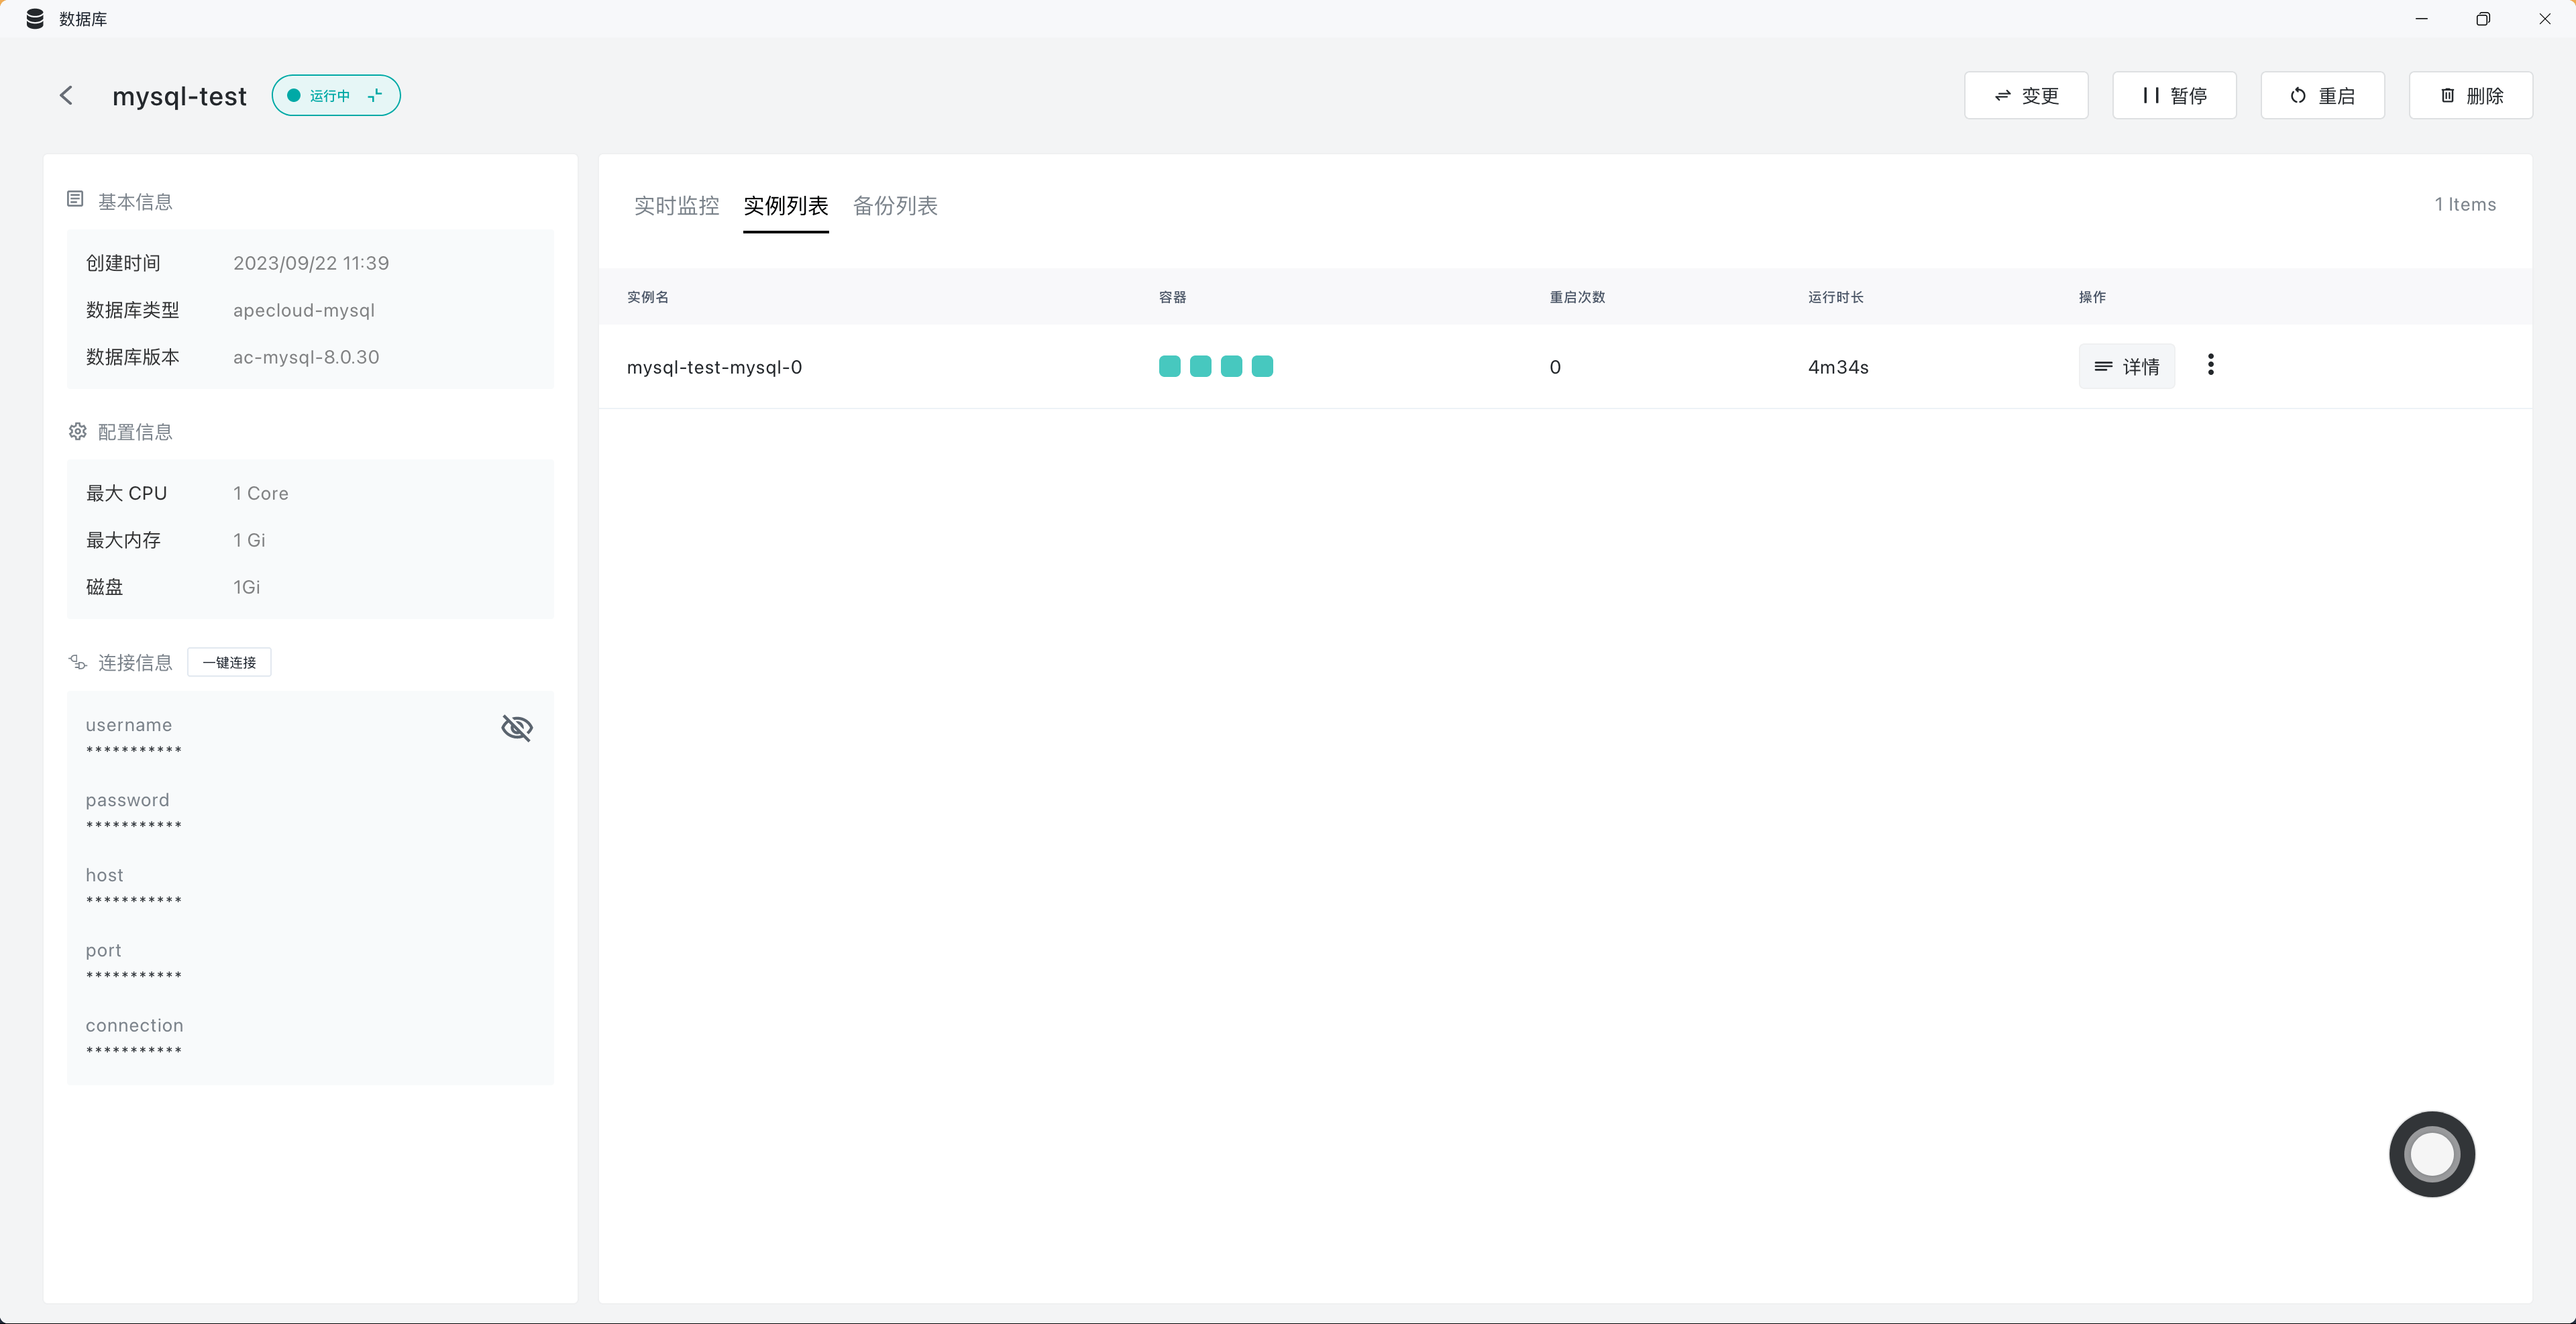 数据库
mysql-test
运行中
变更
暂停
重启
删除
基本信息
创建时间 2023/09/22 11:39
数据库类型 apecloud-mysql
数据库版本 ac-mysql-8.0.30
配置信息
最大 CPU 1 Core
最大内存 1 Gi
磁盘 1Gi
连接信息 一键连接
username
***********
password
***********
host
***********
port
***********
connection
***********
实时监控 实例列表 备份列表 1 Items
实例名 容器 重启次数 运行时长 操作
mysql-test-mysql-0 0 4m34s 详情